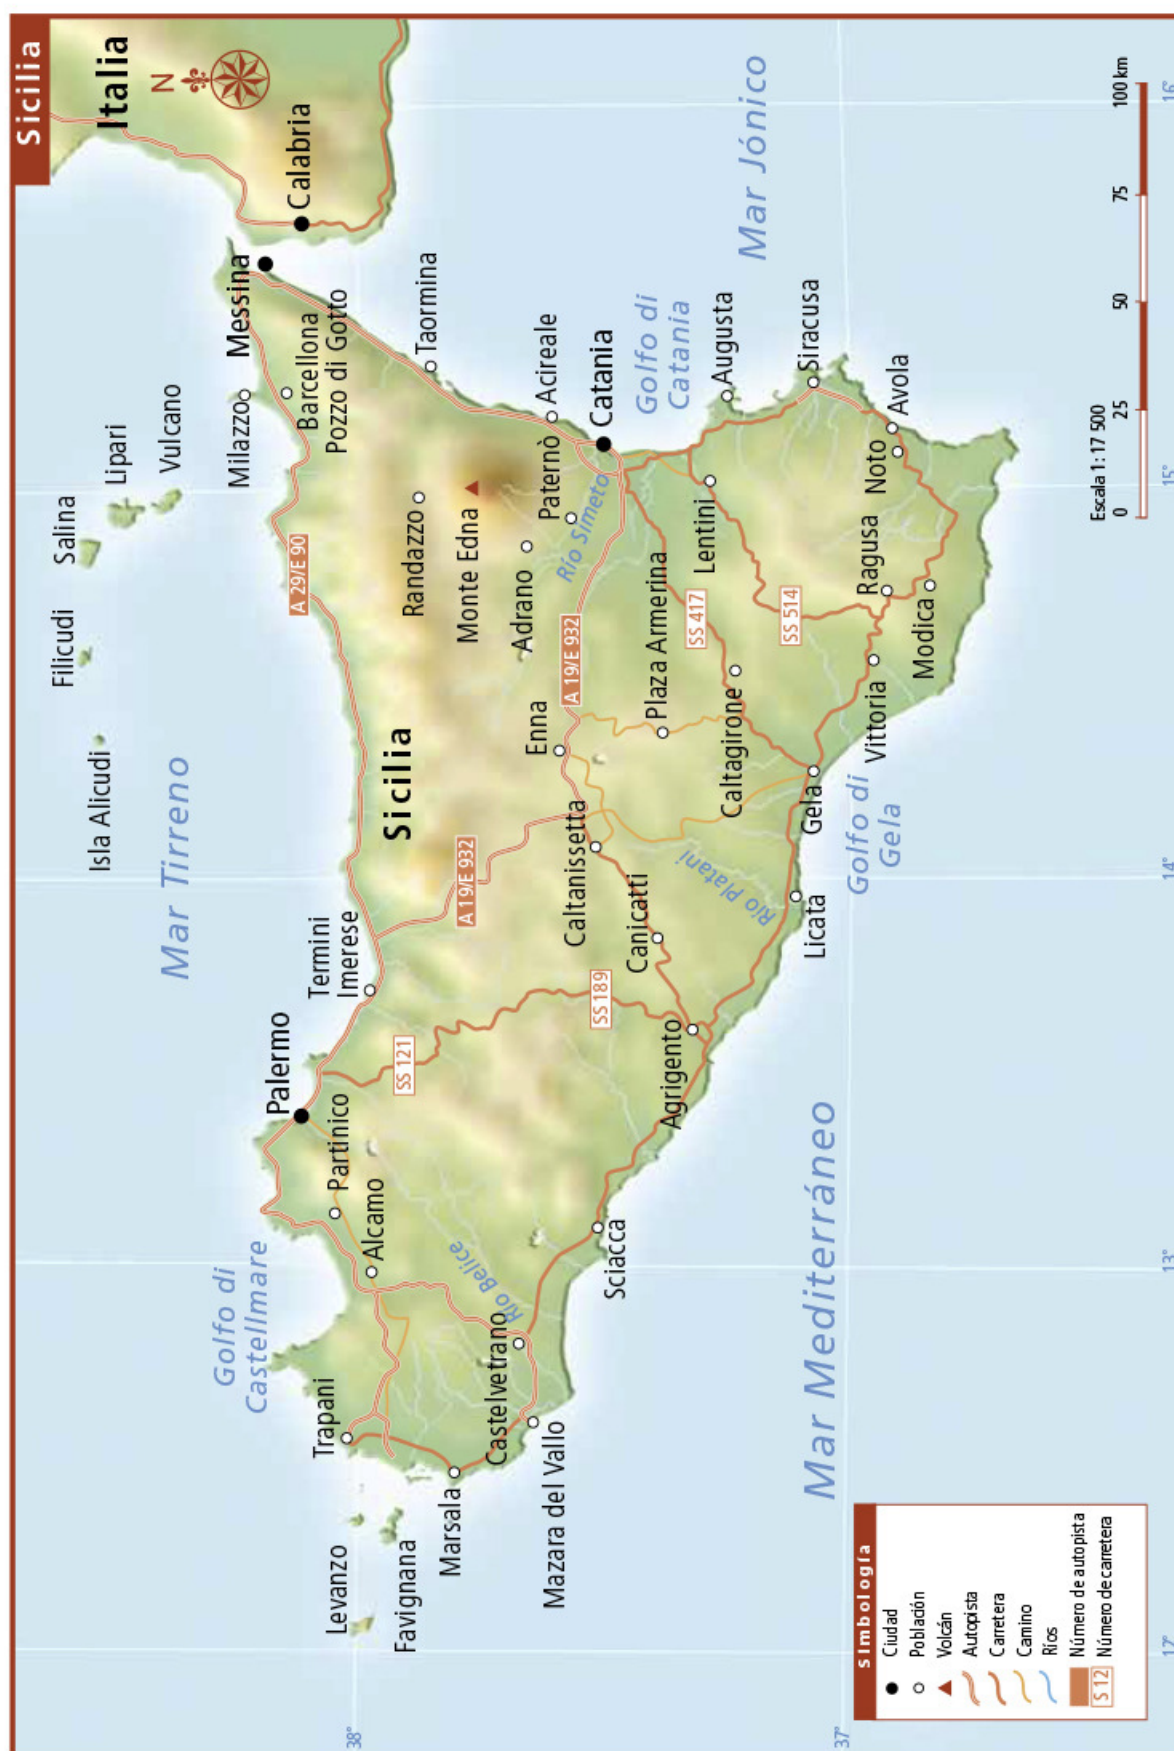 Sicilia
Italia
N
Calabria
Messina
Milazzo
Barcellona
Pozzo di Gotto
Taormina
Acireale
Catania
Golfo di
Catania
Mar Jónico
Augusta
Siracusa
Avola
Noto
Lipari
Vulcano
Salina
Filicudi
Isla Alicudi
Mar Tirreno
A 29/E 90
Randazzo
Monte Edna
Adrano
Paternò
Río Simeto
A 19/E 932
Enna
Plaza Armerina
Lentini
SS 417
SS 514
Ragusa
Modica
Vittoria
Caltagirone
Gela
Golfo di
Gela
Sicilia
A 19/E 932
Caltanissetta
Canicatti
Río Platani
Licata
Termini
Imerese
Palermo
SS 121
SS 189
Agrigento
Partinico
Alcamo
Golfo di
Castellmare
Río Belice
Sciacca
Mar Mediterráneo
Trapani
Castelvetrano
Marsala
Mazara del Vallo
Levanzo
Favignana
38°
37°
17°
13°
14°
15°
16°
Escala 1 : 17 500
0 25 50 75 100 km
Simbología
Ciudad
Población
Volcán
Autopista
Carretera
Camino
Ríos
Número de autopista
S 12 Número de carretera